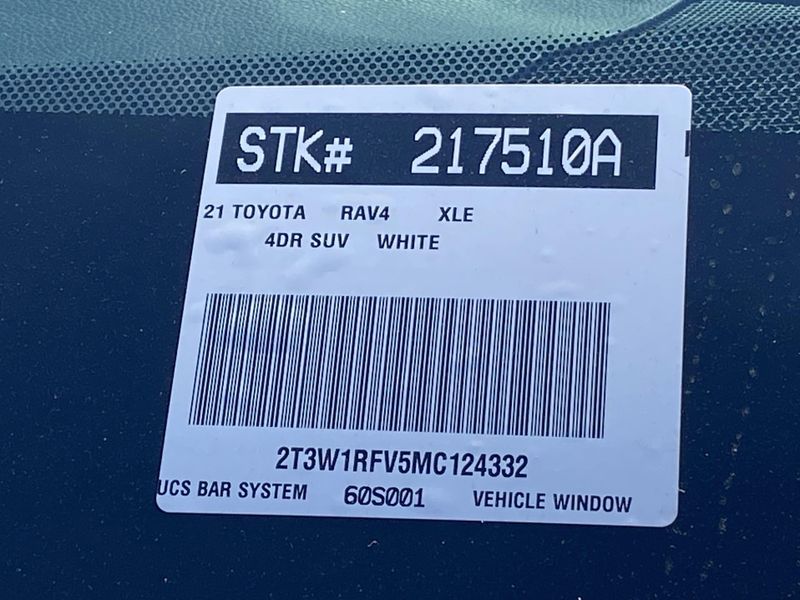 STK# 217510A
21 TOYOTA RAV4 XLE
4DR SUV WHITE
2T3W1RFV5MC124332
UCS BAR SYSTEM 60S001 VEHICLE WINDOW